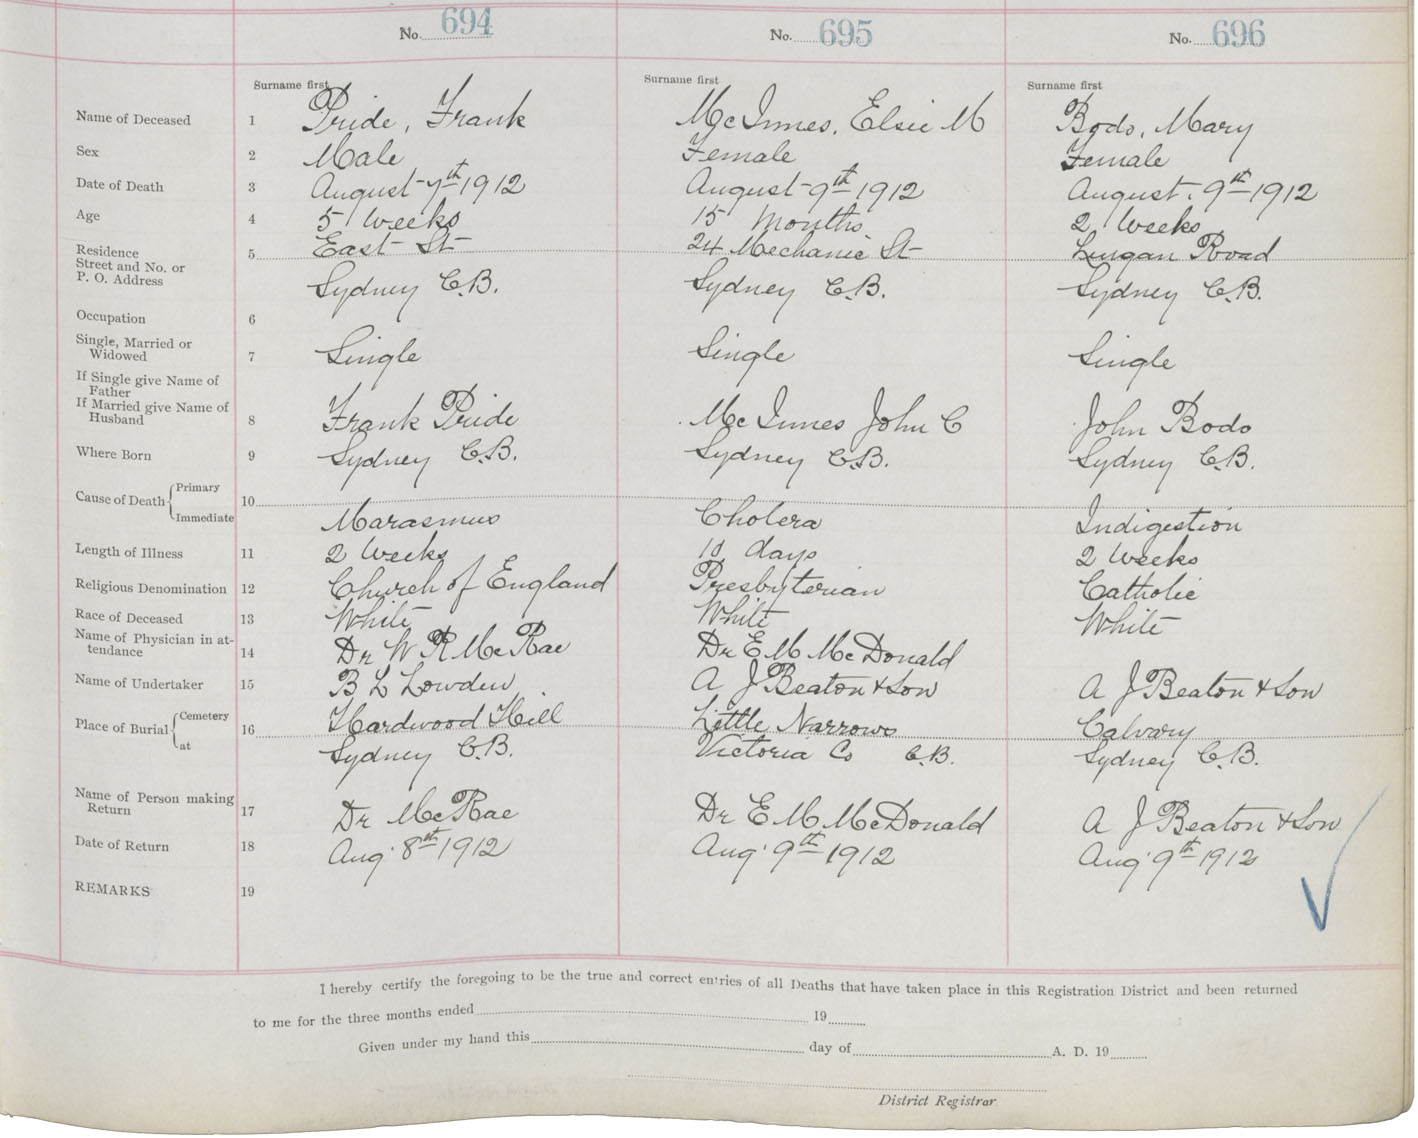 No. 694 No. 695 No. 696
Surname first Surname first Surname first
Name of Deceased 1 Pride, Frank McInnes, Elsie M Bodo, Mary
Sex 2 Male Female Female
Date of Death 3 August 7th 1912 August 9th 1912 August 9th 1912
Age 4 5 Weeks 15 Months 2 Weeks
Residence Street and No. or P. O. Address 5 East St 24 Mechanic St Lingan Road
Sydney C.B. Sydney C.B. Sydney C.B.
Occupation 6
Single, Married or Widowed 7 Single Single Single
If Single give Name of Father
If Married give Name of Husband 8 Frank Pride McInnes John C John Bodo
Where Born 9 Sydney C.B. Sydney C.B. Sydney C.B.
Cause of Death Primary 10
Immediate Marasmus Cholera Indigestion
Length of Illness 11 2 Weeks days 2 Weeks
Religious Denomination 12 Church of England Presbyterian Catholic
Race of Deceased 13 White White White
Name of Physician in attendance 14 Dr W R McRae Dr E M McDonald
Name of Undertaker 15 B L Lowden A J Beaton & Son A J Beaton & Son
Place of Burial Cemetery 16 Hardwood Hill Little Narrows Calvary
at Sydney C.B. Victoria Co C.B. Sydney C.B.
Name of Person making Return 17 Dr McRae Dr E M McDonald A J Beaton & Son
Date of Return 18 Aug. 8th 1912 Aug. 9th 1912 Aug. 9th 1912
REMARKS 19
I hereby certify the foregoing to be the true and correct entries of all Deaths that have taken place in this Registration District and been returned
to me for the three months ended 19
Given under my hand this day of A. D. 19
District Registrar